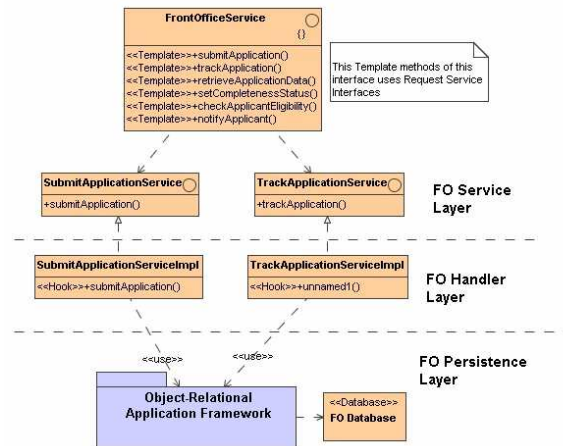 FrontOfficeService
{}
<<Template>>+submitApplication()
<<Template>>+trackApplication()
<<Template>>+retrieveApplicationData()
<<Template>>+setCompletenessStatus()
<<Template>>+checkApplicantEligibility()
<<Template>>+notifyApplicant()
This Template methods of this
interface uses Request Service
Interfaces
SubmitApplicationService
+submitApplication()
TrackApplicationService
+trackApplication()
FO Service
Layer
SubmitApplicationServiceImpl
<<Hook>>+submitApplication()
TrackApplicationServiceImpl
<<Hook>>+unnamed1()
FO Handler
Layer
<<use>>
<<use>>
FO Persistence
Layer
Object-Relational
Application Framework
<<Database>>
FO Database